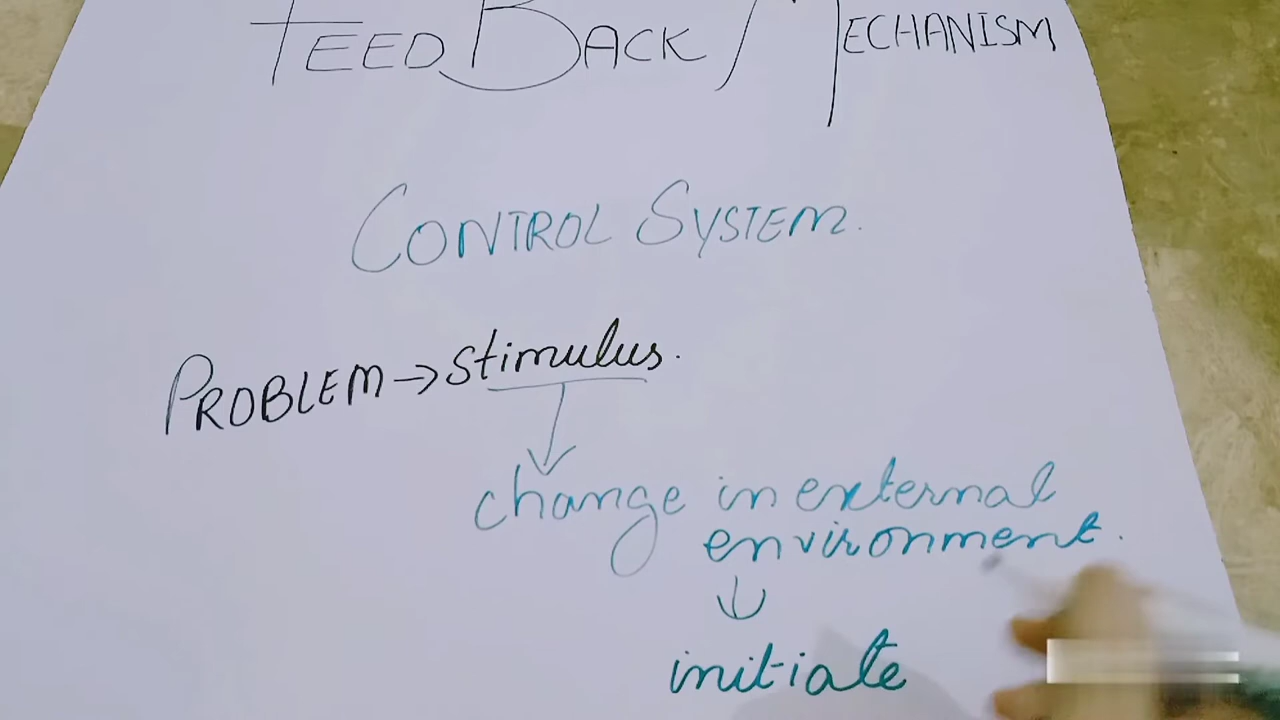 FEED BACK / MECHANISM
CONTROL SYSTEM.
PROBLEM → stimulus.
↓
change in external
environment.
↓
initiate